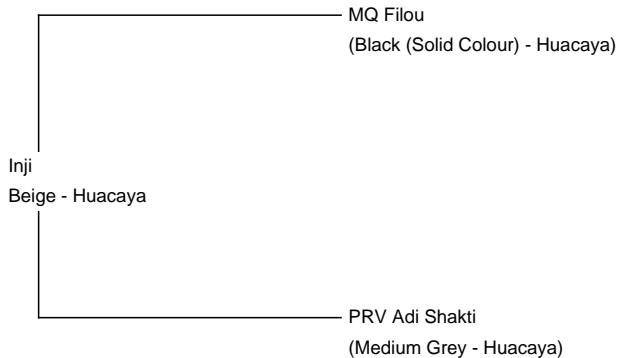 MQ Filou
(Black (Solid Colour) - Huacaya)
Inji
Beige - Huacaya
PRV Adi Shakti
(Medium Grey - Huacaya)